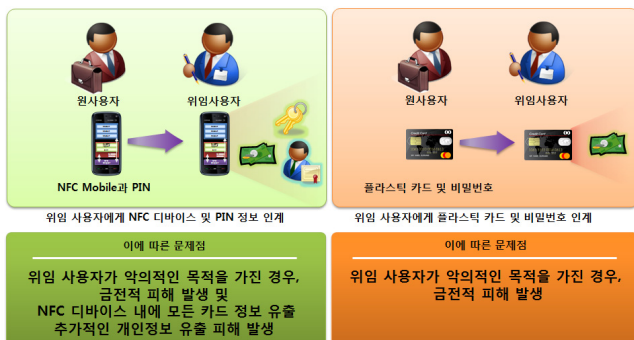 원사용자
위임사용자
NFC Mobile과 PIN
위임 사용자에게 NFC 디바이스 및 PIN 정보 인계
이에 따른 문제점
위임 사용자가 악의적인 목적을 가진 경우,
금전적 피해 발생 및
NFC 디바이스 내에 모든 카드 정보 유출
추가적인 개인정보 유출 피해 발생
원사용자
위임사용자
플라스틱 카드 및 비밀번호
위임 사용자에게 플라스틱 카드 및 비밀번호 인계
이에 따른 문제점
위임 사용자가 악의적인 목적을 가진 경우,
금전적 피해 발생